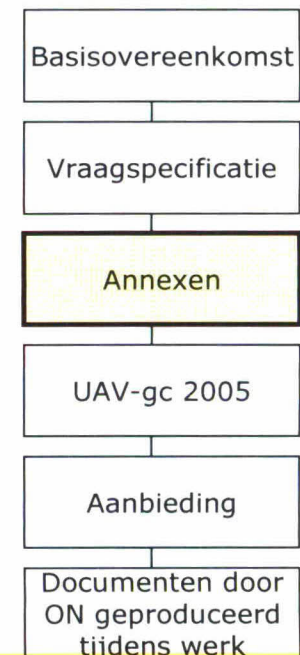 Basisovereenkomst
Vraagspecificatie
Annexen
UAV-gc 2005
Aanbieding
Documenten door
ON geproduceerd
tijdens werk